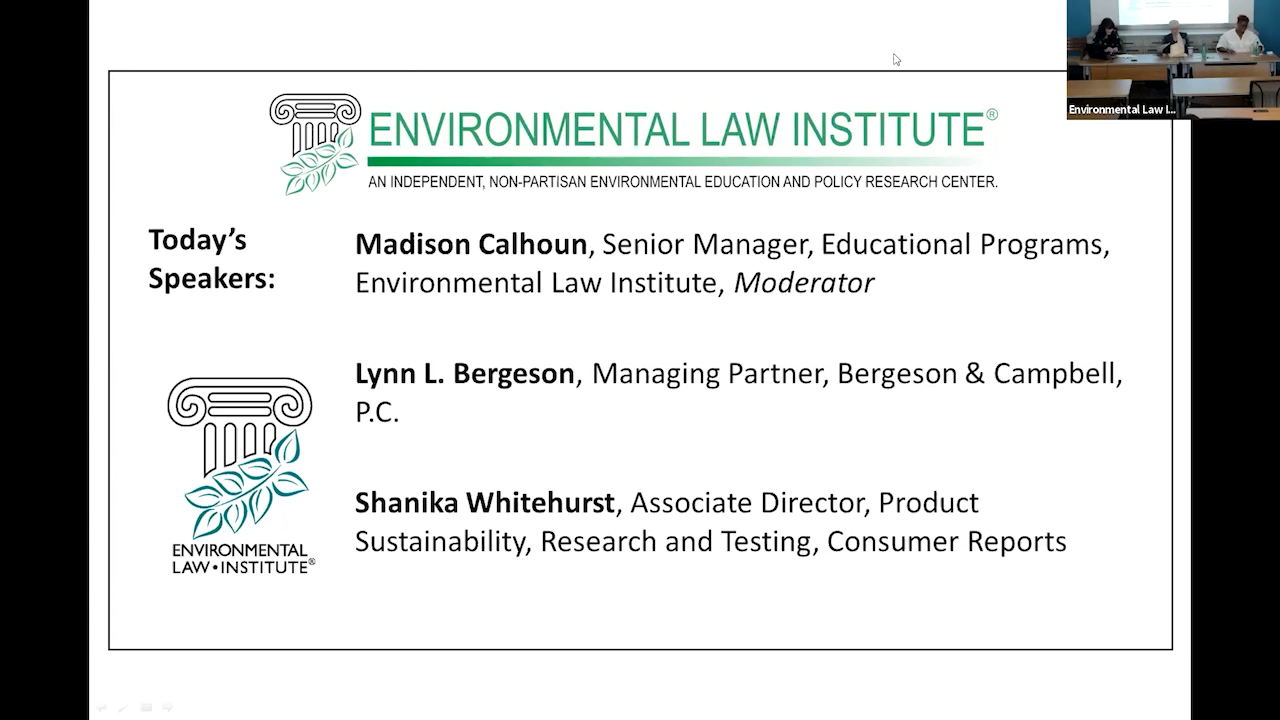 ENVIRONMENTAL LAW INSTITUTE®
AN INDEPENDENT, NON-PARTISAN ENVIRONMENTAL EDUCATION AND POLICY RESEARCH CENTER.
Environmental Law I...
Today's
Speakers:
Madison Calhoun, Senior Manager, Educational Programs,
Environmental Law Institute, Moderator
Lynn L. Bergeson, Managing Partner, Bergeson & Campbell,
P.C.
Shanika Whitehurst, Associate Director, Product
Sustainability, Research and Testing, Consumer Reports
ENVIRONMENTAL
LAW•INSTITUTE®